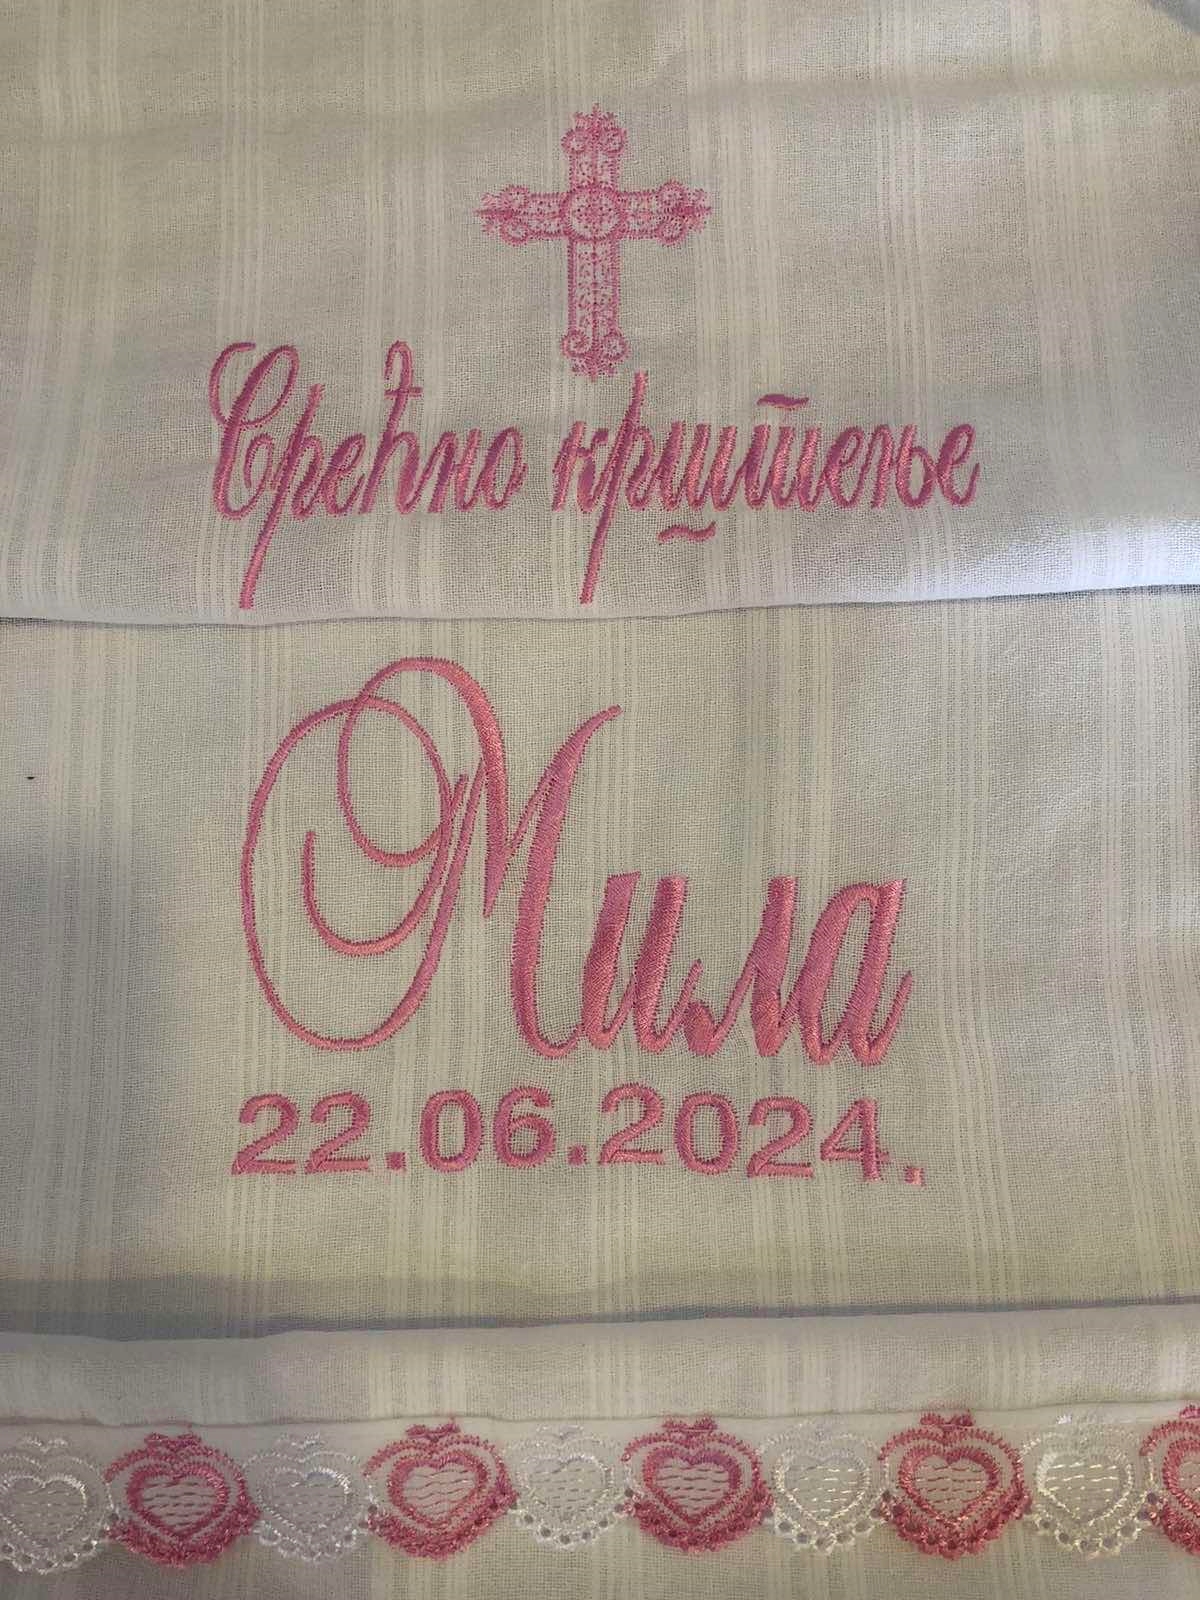 Срећно крштење
Мила
22.06.2024.